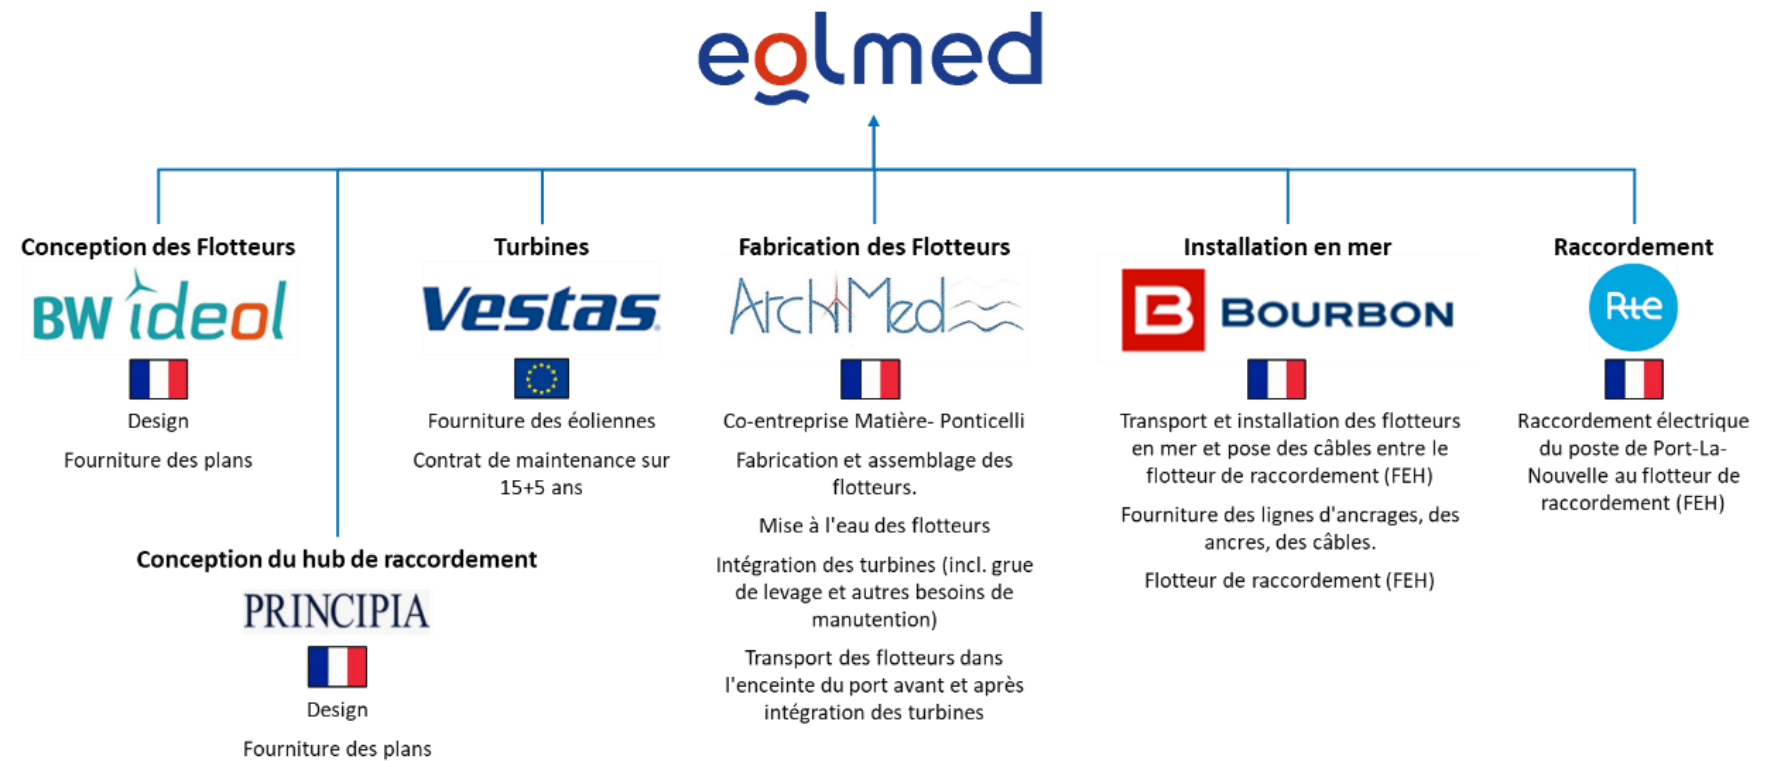 eolmed
Conception des Flotteurs
BW ideol
Design
Fourniture des plans
Conception du hub de raccordement
PRINCIPIA
Design
Fourniture des plans
Turbines
Vestas
Fourniture des éoliennes
Contrat de maintenance sur
15+5 ans
Fabrication des Flotteurs
ArchiMed
Co-entreprise Matière- Ponticelli
Fabrication et assemblage des
flotteurs.
Mise à l'eau des flotteurs
Intégration des turbines (incl. grue
de levage et autres besoins de
manutention)
Transport des flotteurs dans
l'enceinte du port avant et après
intégration des turbines
Installation en mer
B BOURBON
Transport et installation des flotteurs
en mer et pose des câbles entre le
flotteur de raccordement (FEH)
Fourniture des lignes d'ancrages, des
ancres, des câbles.
Flotteur de raccordement (FEH)
Raccordement
Rte
Raccordement électrique
du poste de Port-La-
Nouvelle au flotteur de
raccordement (FEH)